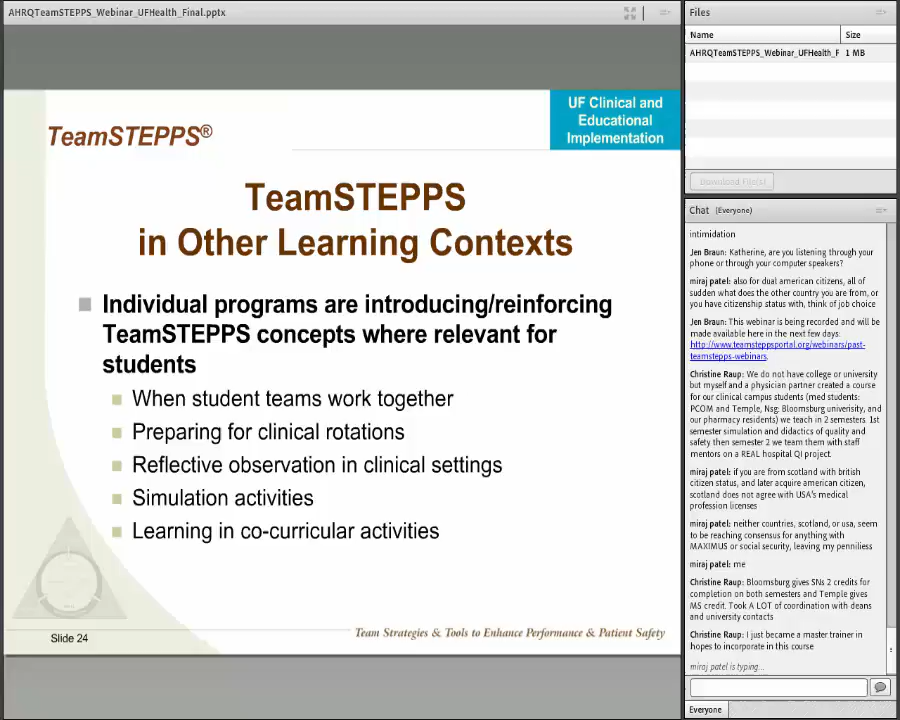 AHRQTeamSTEPPS_Webinar_UFHealth_Final.pptx
TeamSTEPPS®
UF Clinical and
Educational
Implementation
TeamSTEPPS
in Other Learning Contexts
Individual programs are introducing/reinforcing
TeamSTEPPS concepts where relevant for
students
When student teams work together
Preparing for clinical rotations
Reflective observation in clinical settings
Simulation activities
Learning in co-curricular activities
Slide 24
Team Strategies & Tools to Enhance Performance & Patient Safety
Files
Name Size
AHRQTeamSTEPPS_Webinar_UFHealth_F 1 MB
Download File(s)
Chat (Everyone)
intimidation
Jen Braun: Katherine, are you listening through your
phone or through your computer speakers?
miraj patel: also for dual american citizens, all of
sudden what does the other country you are from, or
you have citizenship status with, think of job choice
Jen Braun: This webinar is being recorded and will be
made available here in the next few days:
http://www.teamsteppsportal.org/webinars/past-
teamstepps-webinars.
Christine Raup: We do not have college or university
but myself and a physician partner created a course
for our clinical campus students (med students:
PCOM and Temple, Nsg: Bloomsburg univerisity, and
our pharmacy residents) we teach in 2 semesters. 1st
semester simulation and didactics of quality and
safety then semester 2 we team them with staff
mentors on a REAL hospital QI project.
miraj patel: if you are from scotland with british
citizen status, and later acquire american citizen,
scotland does not agree with USA's medical
profession licenses
miraj patel: neither countries, scotland, or usa, seem
to be reaching consensus for anything with
MAXIMUS or social security, leaving my penniliess
miraj patel: me
Christine Raup: Bloomsburg gives SNs 2 credits for
completion on both semesters and Temple gives
MS credit. Took A LOT of coordination with deans
and university contacts
Christine Raup: I just became a master trainer in
hopes to incorporate in this course
miraj patel is typing...
Everyone